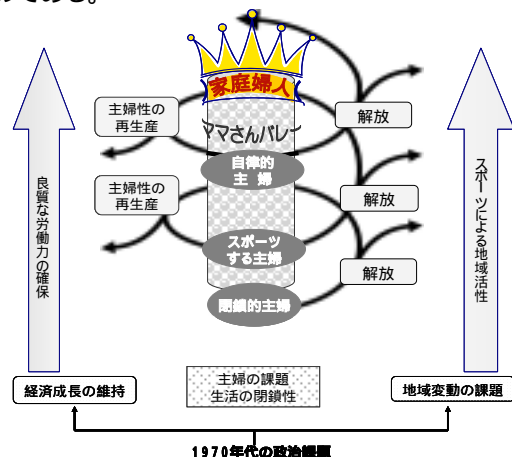 のである。
家庭婦人
ママさんバレー
主婦性の
再生産
解放
自律的
主 婦
主婦性の
再生産
解放
スポーツ
する主婦
解放
閉鎖的主婦
良質な労働力の確保
スポーツによる地域活性
経済成長の維持
主婦の課題
生活の閉鎖性
地域変動の課題
1970年代の政治課題